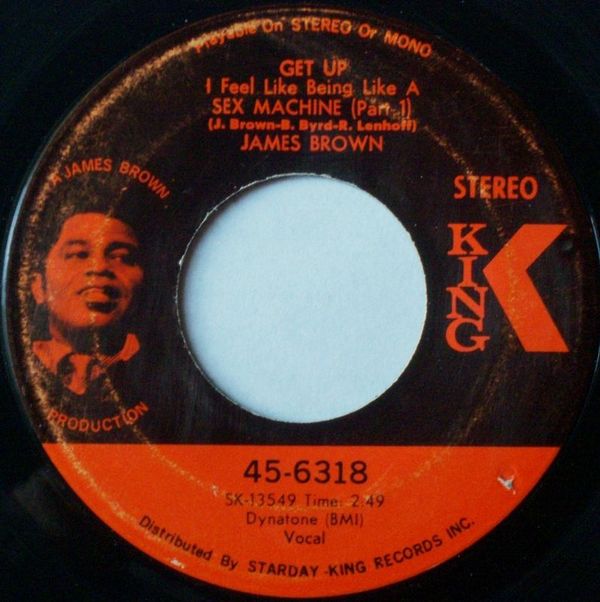 Playable On STEREO Or MONO
GET UP
I Feel Like Being Like A
SEX MACHINE (Part 1)
(J. Brown-B. Byrd-R. Lenhoff)
JAMES BROWN
A JAMES BROWN
PRODUCTION
STEREO
KING
45-6318
SK-13549 Time: 2:49
Dynatone (BMI)
Vocal
Distributed By STARDAY-KING RECORDS INC.